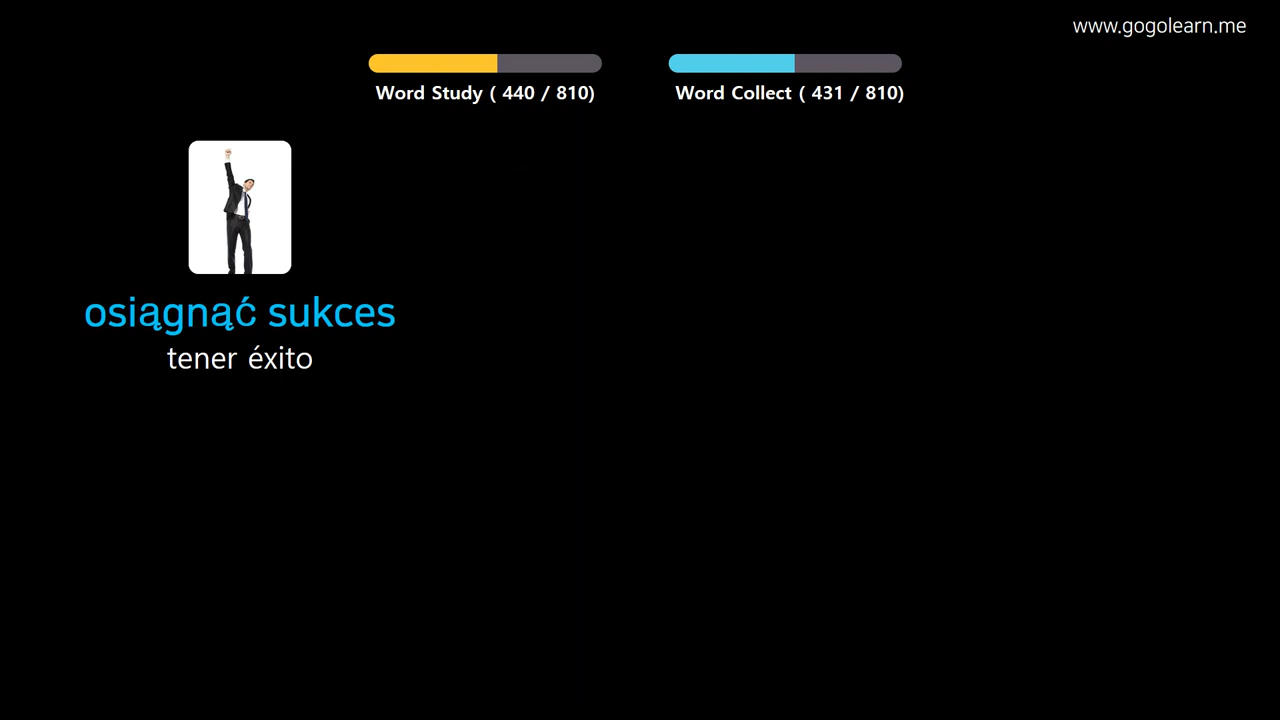 www.gogolearn.me
Word Study ( 440 / 810)
Word Collect ( 431 / 810)
osiągnąć sukces
tener éxito